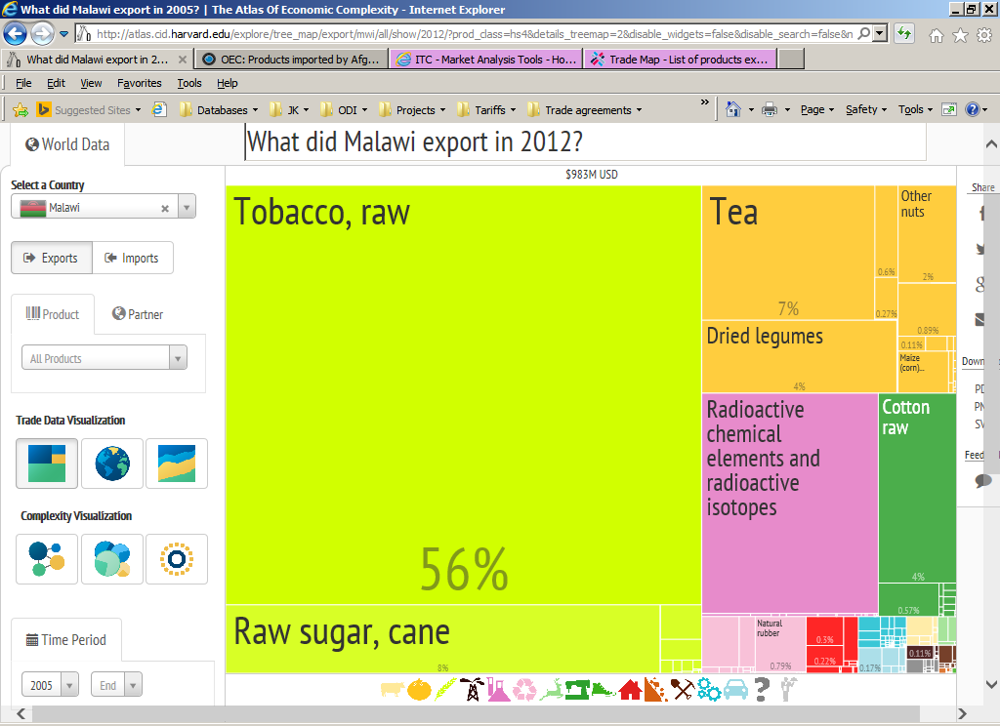 What did Malawi export in 2005? | The Atlas Of Economic Complexity - Internet Explorer
http://atlas.cid.harvard.edu/explore/tree_map/export/mwi/all/show/2012/?prod_class=hs4&details_treemap=2&disable_widgets=false&disable_search=false&n
What did Malawi export in 2...
OEC: Products imported by Afg...
ITC - Market Analysis Tools - Ho...
Trade Map - List of products ex...
File Edit View Favorites Tools Help
Suggested Sites Databases JK ODI Projects Tariffs Trade agreements » Page Safety Tools »
World Data
What did Malawi export in 2012?
$983M USD
Select a Country
Malawi
Exports Imports
Product Partner
All Products
Trade Data Visualization
Complexity Visualization
Time Period
2005 End
Tobacco, raw
56%
Raw sugar, cane
8%
Tea
7%
0.6%
0.27%
Other
nuts
2%
0.89%
Dried legumes
4%
0.11%
Maize
(corn)...
Radioactive
chemical
elements and
radioactive
isotopes
Cotton
raw
4%
0.57%
Natural
rubber
0.79%
0.3%
0.22%
0.17%
0.11%
Share
Down
PD
PN
SV
Feed